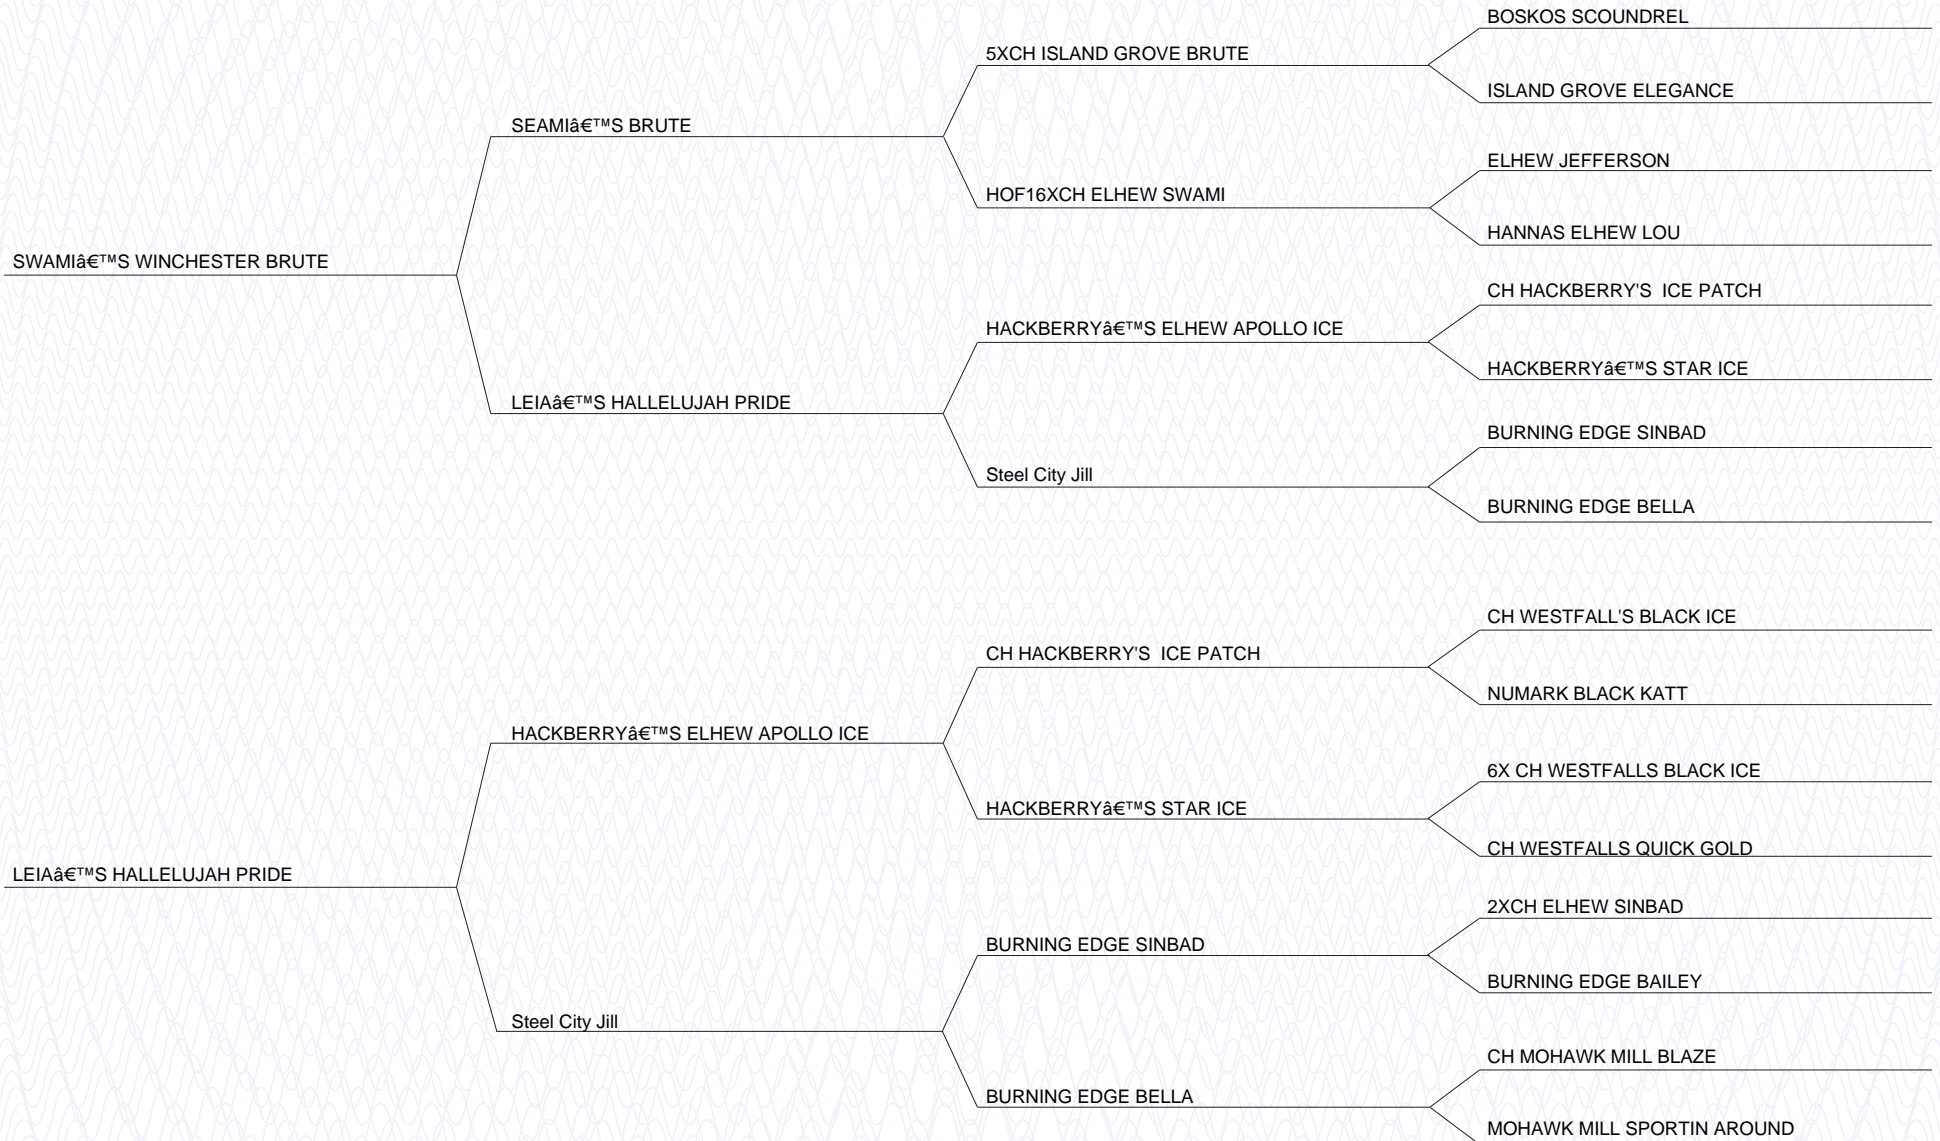 BOSKOS SCOUNDREL
5XCH ISLAND GROVE BRUTE
ISLAND GROVE ELEGANCE
SEAMIâ€™S BRUTE
ELHEW JEFFERSON
HOF16XCH ELHEW SWAMI
HANNAS ELHEW LOU
SWAMIâ€™S WINCHESTER BRUTE
CH HACKBERRY'S  ICE PATCH
HACKBERRYâ€™S ELHEW APOLLO ICE
HACKBERRYâ€™S STAR ICE
LEIAâ€™S HALLELUJAH PRIDE
BURNING EDGE SINBAD
Steel City Jill
BURNING EDGE BELLA
CH WESTFALL'S BLACK ICE
CH HACKBERRY'S  ICE PATCH
NUMARK BLACK KATT
HACKBERRYâ€™S ELHEW APOLLO ICE
6X CH WESTFALLS BLACK ICE
HACKBERRYâ€™S STAR ICE
CH WESTFALLS QUICK GOLD
LEIAâ€™S HALLELUJAH PRIDE
2XCH ELHEW SINBAD
BURNING EDGE SINBAD
BURNING EDGE BAILEY
Steel City Jill
CH MOHAWK MILL BLAZE
BURNING EDGE BELLA
MOHAWK MILL SPORTIN AROUND